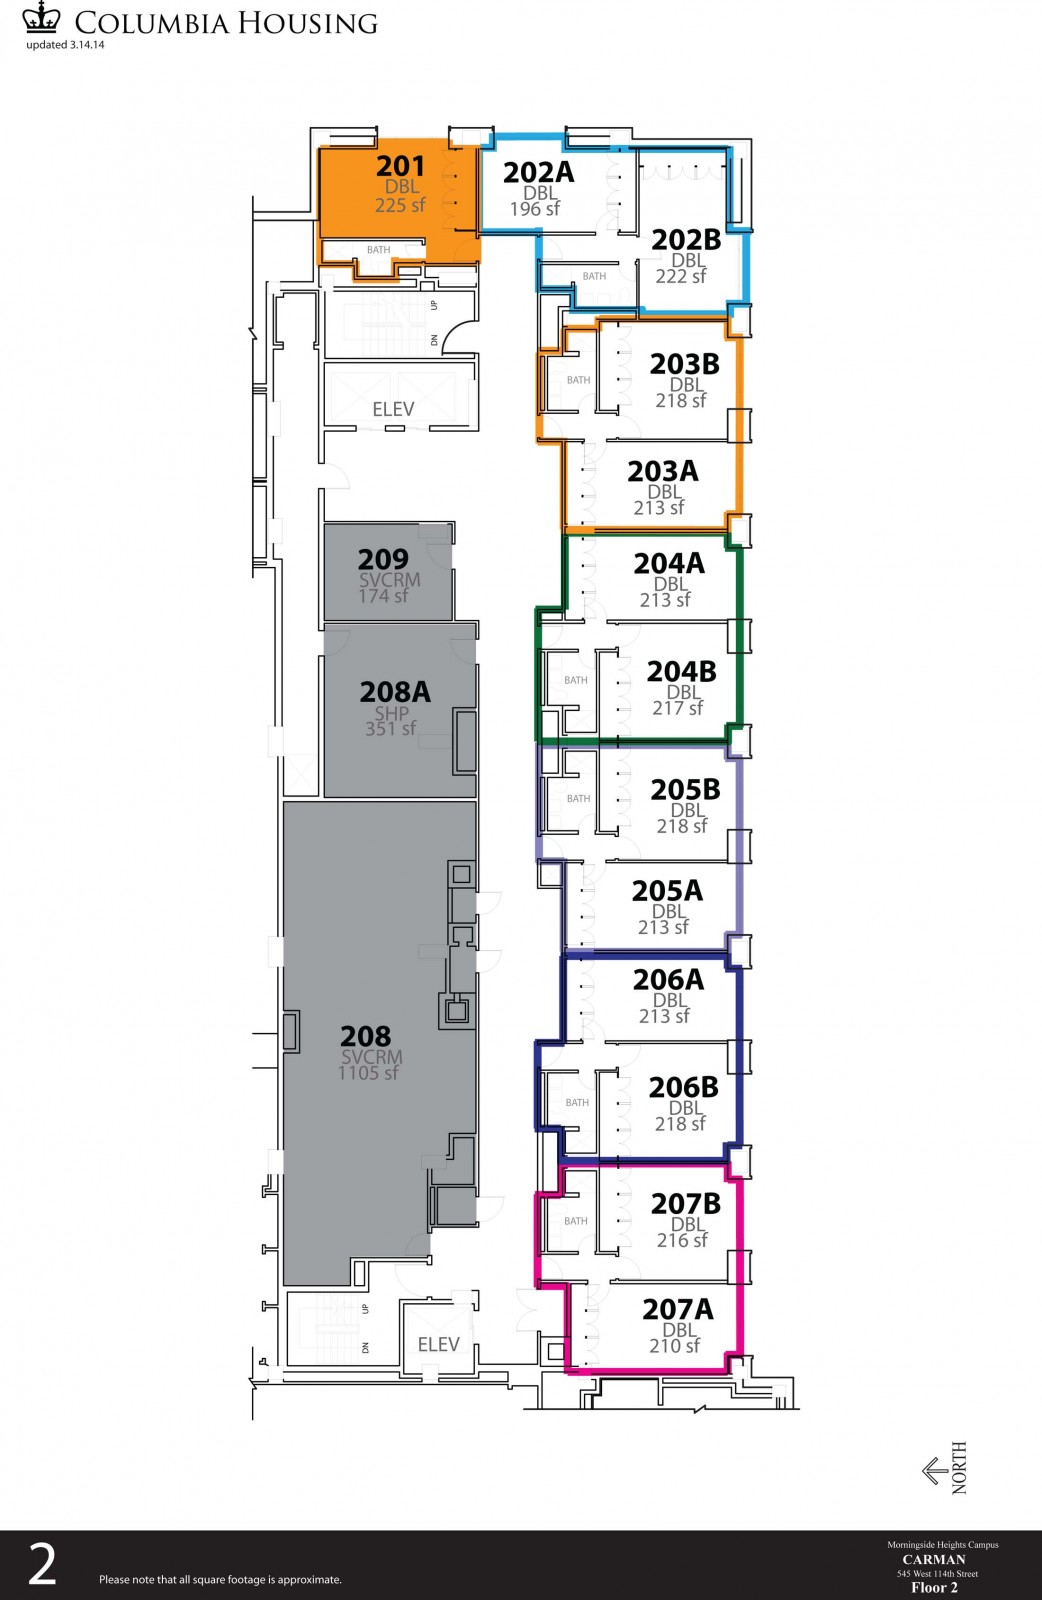 COLUMBIA HOUSING
updated 3.14.14
201
DBL
225 sf
BATH
202A
DBL
196 sf
202B
DBL
222 sf
BATH
UP
DN
ELEV
203B
DBL
218 sf
BATH
203A
DBL
213 sf
209
SVCRM
174 sf
204A
DBL
213 sf
204B
DBL
217 sf
BATH
208A
SHP
351 sf
205B
DBL
218 sf
BATH
205A
DBL
213 sf
206A
DBL
213 sf
208
SVCRM
1105 sf
206B
DBL
218 sf
BATH
207B
DBL
216 sf
BATH
207A
DBL
210 sf
UP
DN
ELEV
NORTH
2
Please note that all square footage is approximate.
Morningside Heights Campus
CARMAN
545 West 114th Street
Floor 2